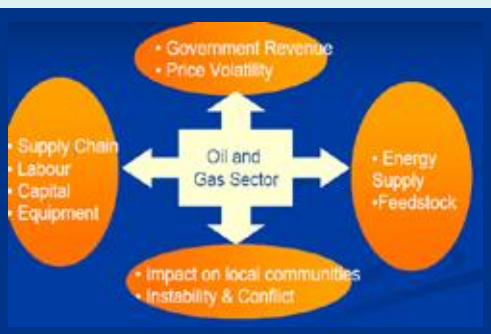 • Government Revenue
• Price Volatility
• Supply Chain
• Labour
• Capital
• Equipment
Oil and
Gas Sector
• Energy
Supply
•Feedstock
• Impact on local communities
• Instability & Conflict